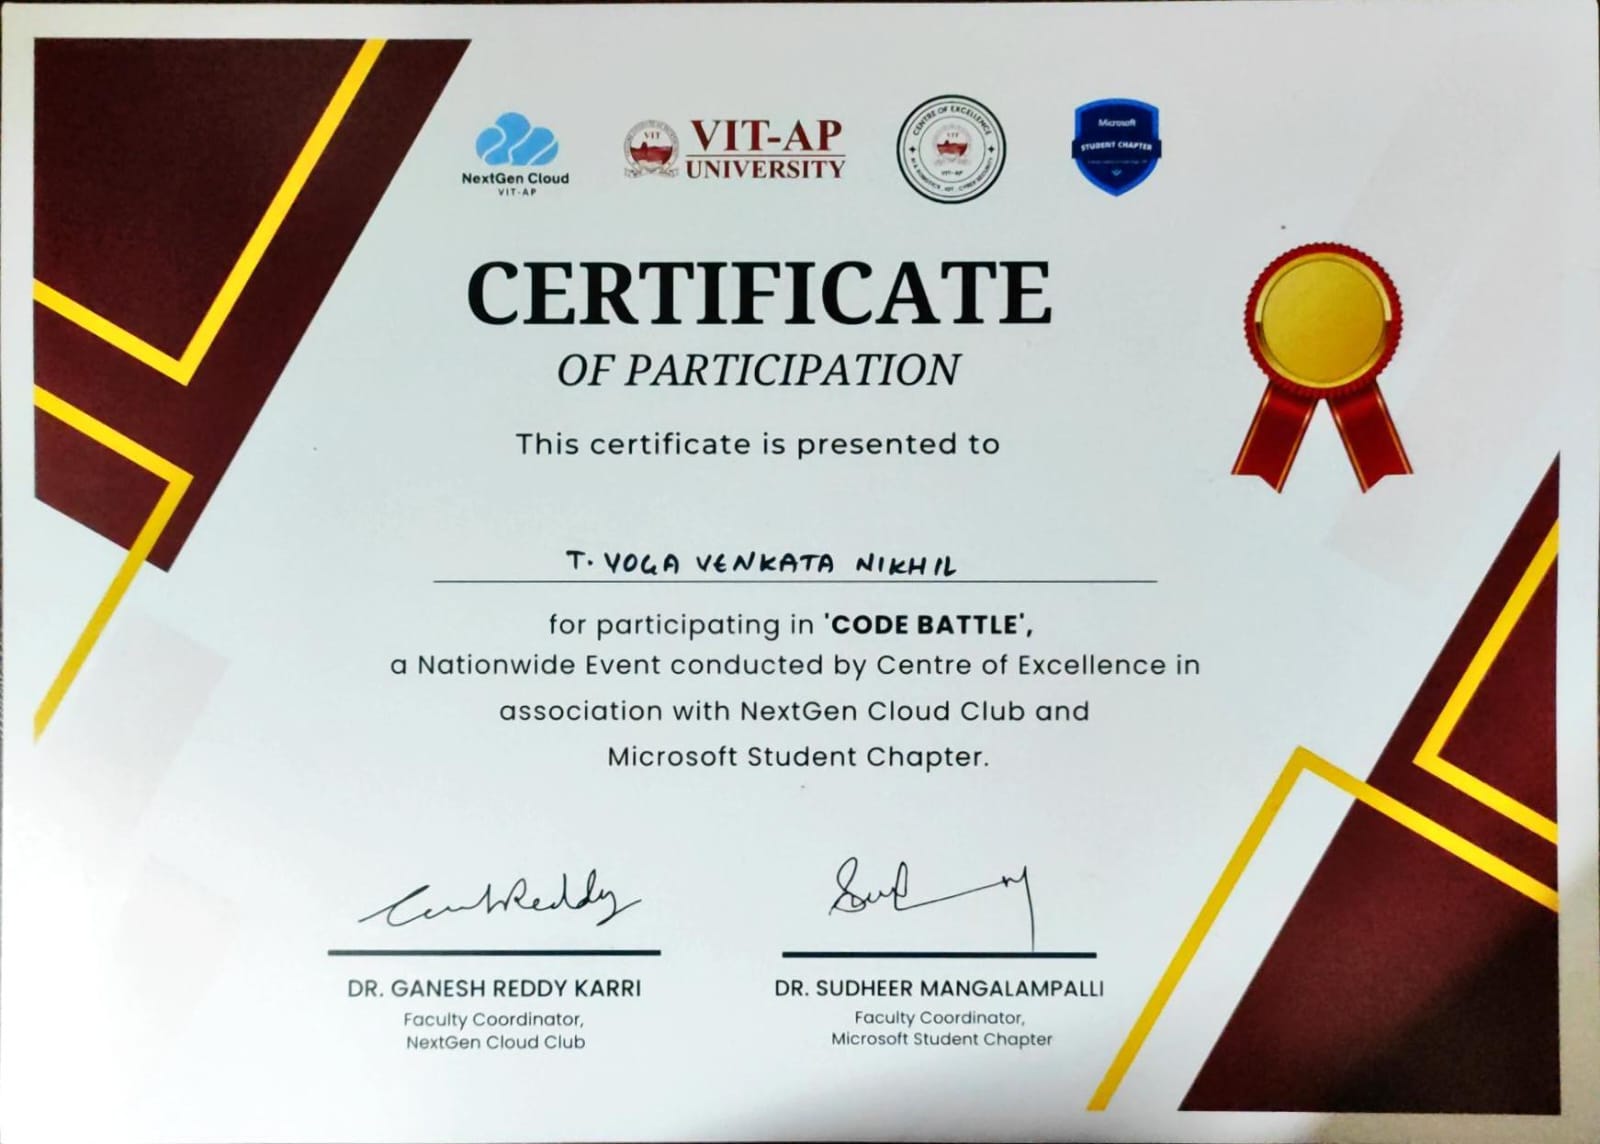 NextGen Cloud
VIT-AP
VIT
VIT-AP
UNIVERSITY
CENTRE OF EXCELLENCE
VIT
VIT-AP
Microsoft
STUDENT CHAPTER
CERTIFICATE
OF PARTICIPATION
This certificate is presented to
T. YOGA VENKATA NIKHIL
for participating in 'CODE BATTLE',
a Nationwide Event conducted by Centre of Excellence in
association with NextGen Cloud Club and
Microsoft Student Chapter.
DR. GANESH REDDY KARRI
Faculty Coordinator,
NextGen Cloud Club
DR. SUDHEER MANGALAMPALLI
Faculty Coordinator,
Microsoft Student Chapter